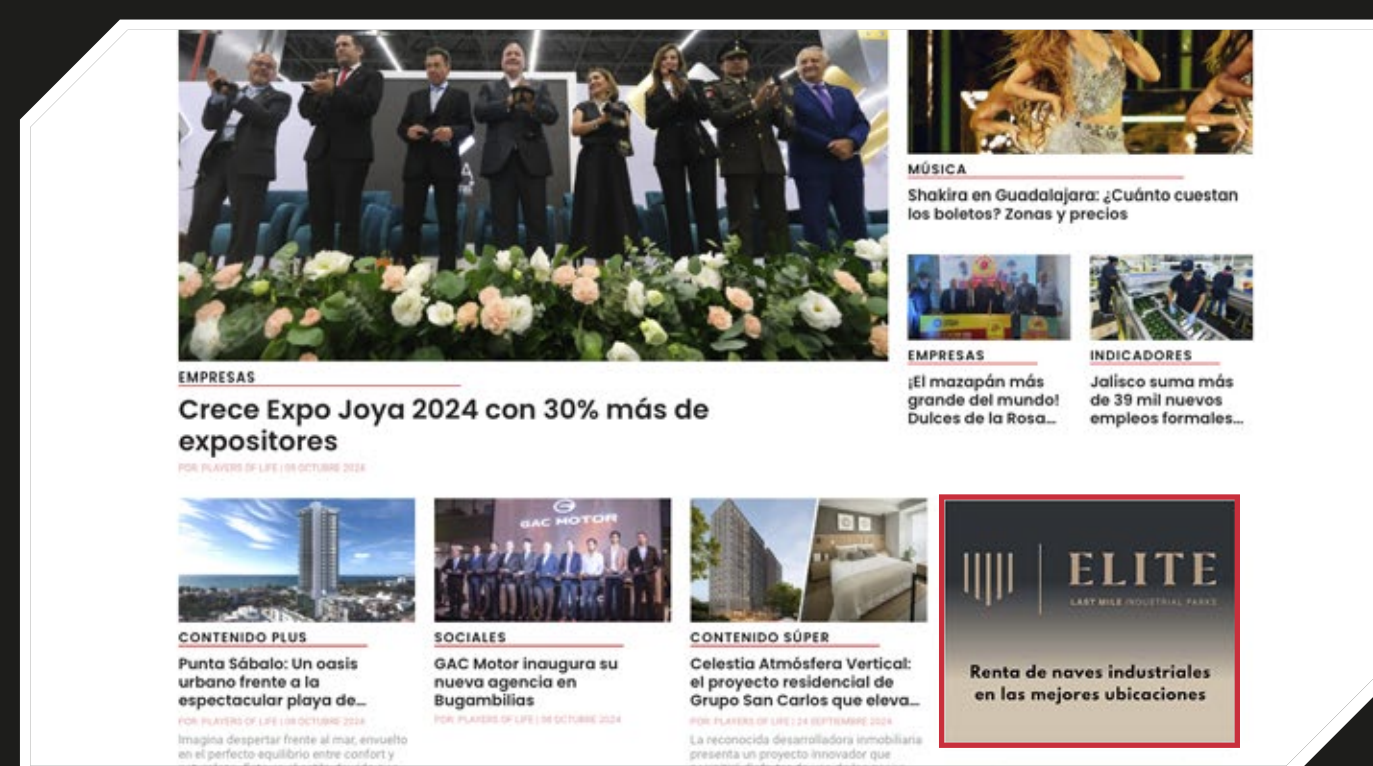 EMPRESAS
Crece Expo Joya 2024 con 30% más de
expositores
POR: PLAYERS OF LIFE | 08 OCTUBRE 2024
MÚSICA
Shakira en Guadalajara: ¿Cuánto cuestan
los boletos? Zonas y precios
EMPRESAS
¡El mazapán más
grande del mundo!
Dulces de la Rosa...
INDICADORES
Jalisco suma más
de 39 mil nuevos
empleos formales...
GAC MOTOR
CONTENIDO PLUS
Punta Sábalo: Un oasis
urbano frente a la
espectacular playa de...
POR: PLAYERS OF LIFE | 08 OCTUBRE 2024
Imagina despertar frente al mar, envuelto
en el perfecto equilibrio entre confort y
SOCIALES
GAC Motor inaugura su
nueva agencia en
Bugambilias
POR: PLAYERS OF LIFE | 08 OCTUBRE 2024
CONTENIDO SÚPER
Celestia Atmósfera Vertical:
el proyecto residencial de
Grupo San Carlos que eleva...
POR: PLAYERS OF LIFE | 24 SEPTIEMBRE 2024
La reconocida desarrolladora inmobiliaria
presenta un proyecto innovador que
ELITE
LAST MILE INDUSTRIAL PARKS
Renta de naves industriales
en las mejores ubicaciones